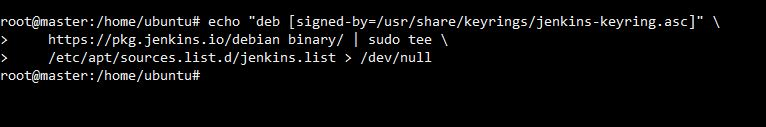 root@master:/home/ubuntu# echo "deb [signed-by=/usr/share/keyrings/jenkins-keyring.asc]" \
>     https://pkg.jenkins.io/debian binary/ | sudo tee \
>     /etc/apt/sources.list.d/jenkins.list > /dev/null
root@master:/home/ubuntu#